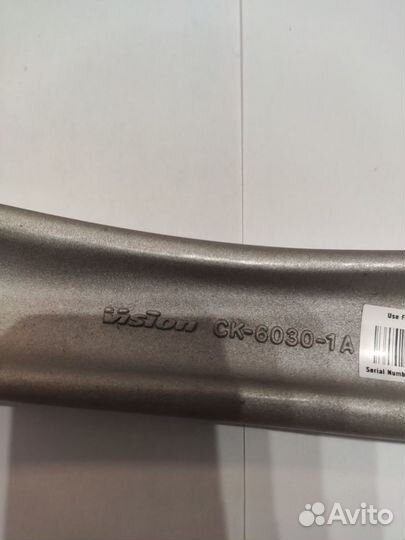 Vision CK-6030-1A
Use F
Serial Numb
Avito